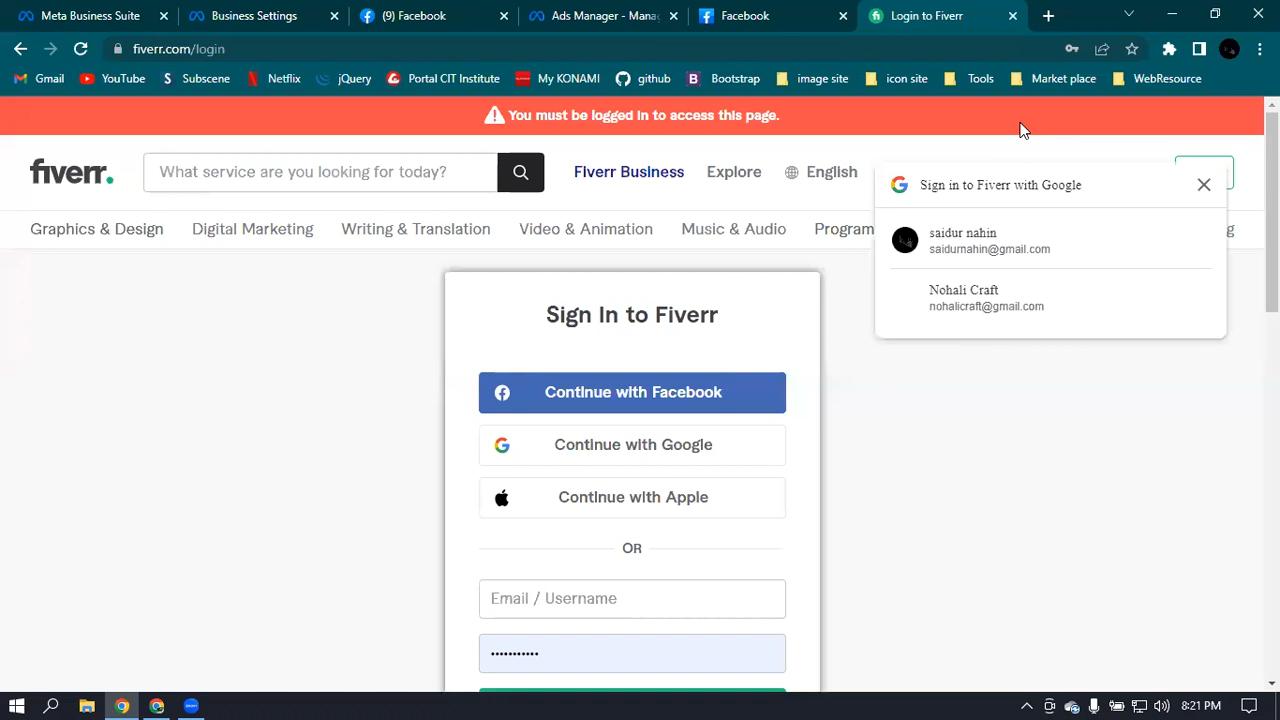 Meta Business Suite
Business Settings
(9) Facebook
Ads Manager - Mana
Facebook
Login to Fiverr
fiverr.com/login
Gmail
YouTube
Subscene
Netflix
jQuery
Portal CIT Institute
My KONAMI
github
Bootstrap
image site
icon site
Tools
Market place
WebResource
You must be logged in to access this page.
fiverr.
What service are you looking for today?
Fiverr Business
Explore
English
Sign in to Fiverr with Google
saidur nahin
saidurnahin@gmail.com
Nohali Craft
nohalicraft@gmail.com
Graphics & Design
Digital Marketing
Writing & Translation
Video & Animation
Music & Audio
Program
g
Sign In to Fiverr
Continue with Facebook
Continue with Google
Continue with Apple
OR
Email / Username
•••••••••••
8:21 PM